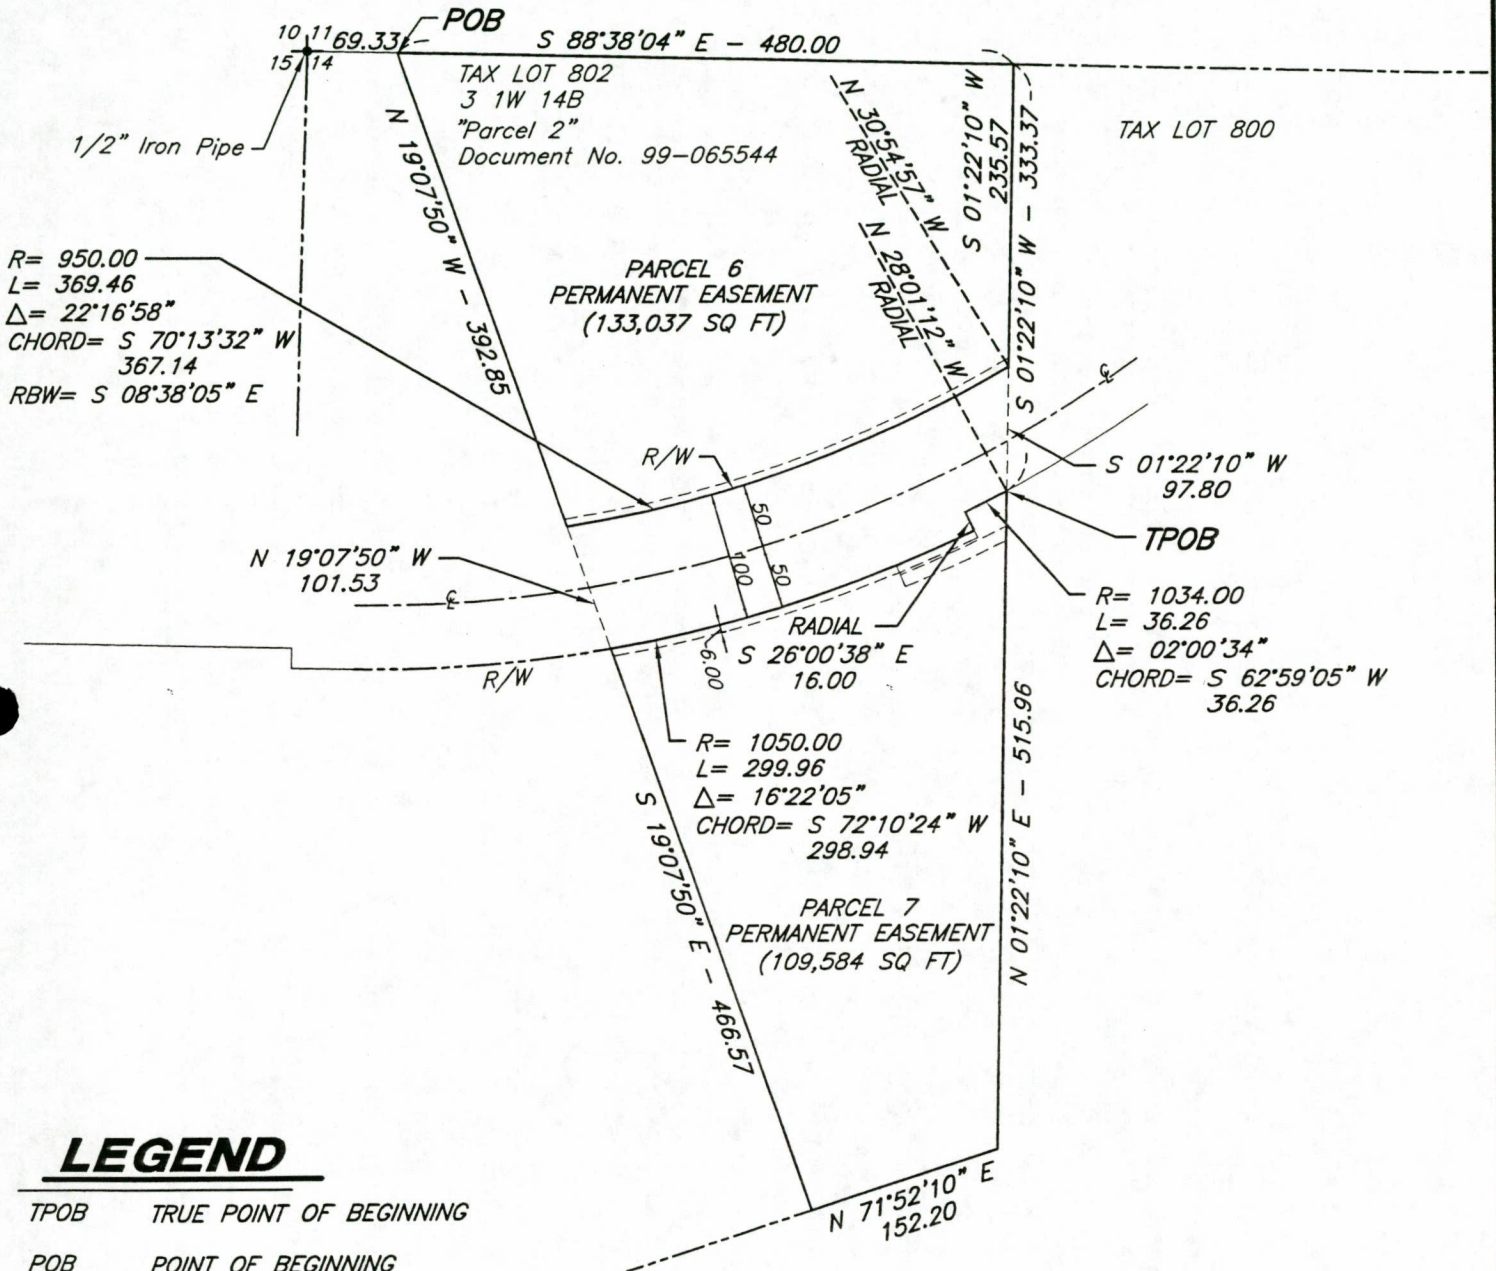 10 11
15 14
69.33
POB
S 88°38'04" E - 480.00
TAX LOT 802
3 1W 14B
"Parcel 2"
Document No. 99-065544
1/2" Iron Pipe
TAX LOT 800
N 19°07'50" W - 392.85
N 30°54'57" W
RADIAL
N 28°01'12" W
RADIAL
S 01°22'10" W
235.57
S 01°22'10" W - 333.37
R= 950.00
L= 369.46
Δ= 22°16'58"
CHORD= S 70°13'32" W
367.14
RBW= S 08°38'05" E
PARCEL 6
PERMANENT EASEMENT
(133,037 SQ FT)
℄
R/W
S 01°22'10" W
97.80
TPOB
50
100
50
N 19°07'50" W
101.53
℄
R/W
6.00
RADIAL
S 26°00'38" E
16.00
R= 1034.00
L= 36.26
Δ= 02°00'34"
CHORD= S 62°59'05" W
36.26
R= 1050.00
L= 299.96
Δ= 16°22'05"
CHORD= S 72°10'24" W
298.94
S 19°07'50" E - 466.57
N 01°22'10" E - 515.96
PARCEL 7
PERMANENT EASEMENT
(109,584 SQ FT)
N 71°52'10" E
152.20
LEGEND
TPOB TRUE POINT OF BEGINNING
POB POINT OF BEGINNING